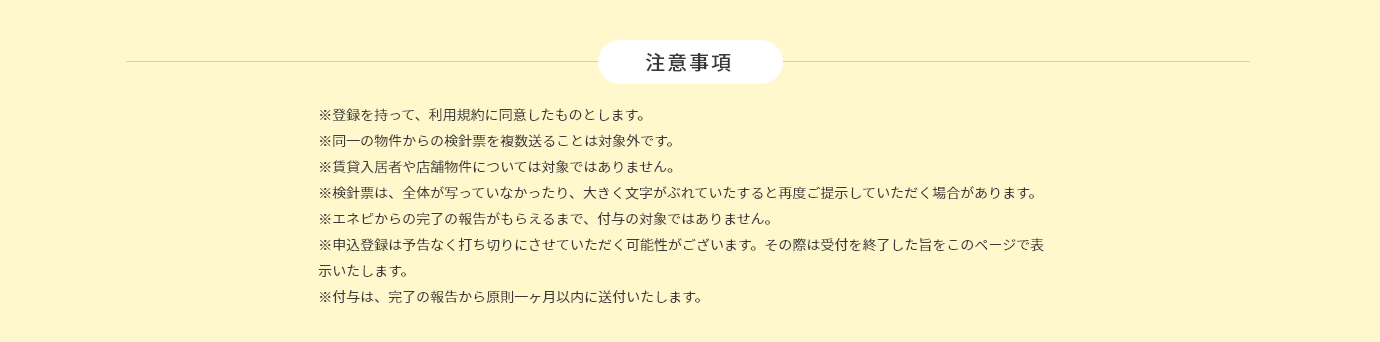 注意事項
※登録を持って、利用規約に同意したものとします。
※同一の物件からの検針票を複数送ることは対象外です。
※賃貸入居者や店舗物件については対象ではありません。
※検針票は、全体が写っていなかったり、大きく文字がぶれていたすると再度ご提示していただく場合があります。
※エネピからの完了の報告がもらえるまで、付与の対象ではありません。
※申込登録は予告なく打ち切りにさせていただく可能性がございます。その際は受付を終了した旨をこのページで表
示いたします。
※付与は、完了の報告から原則一ヶ月以内に送付いたします。